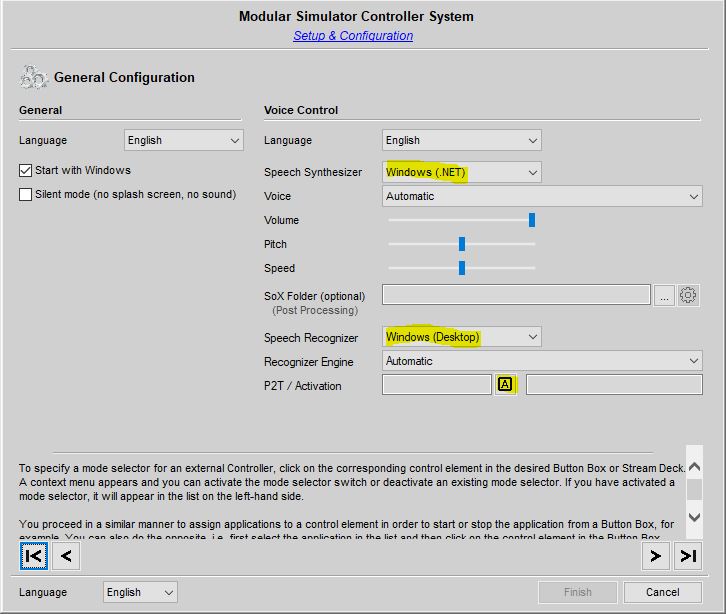 Modular Simulator Controller System
Setup & Configuration
General Configuration
General
Language English
Start with Windows
Silent mode (no splash screen, no sound)
Voice Control
Language English
Speech Synthesizer Windows (.NET)
Voice Automatic
Volume
Pitch
Speed
SoX Folder (optional) ...
(Post Processing)
Speech Recognizer Windows (Desktop)
Recognizer Engine Automatic
P2T / Activation A
To specify a mode selector for an external Controller, click on the corresponding control element in the desired Button Box or Stream Deck.
A context menu appears and you can activate the mode selector switch or deactivate an existing mode selector. If you have activated a
mode selector, it will appear in the list on the left-hand side.
You proceed in a similar manner to assign applications to a control element in order to start or stop the application from a Button Box, for
example. You can also do the opposite, i.e. first select the application in the list and then click on the control element in the Button Box
Language English Finish Cancel